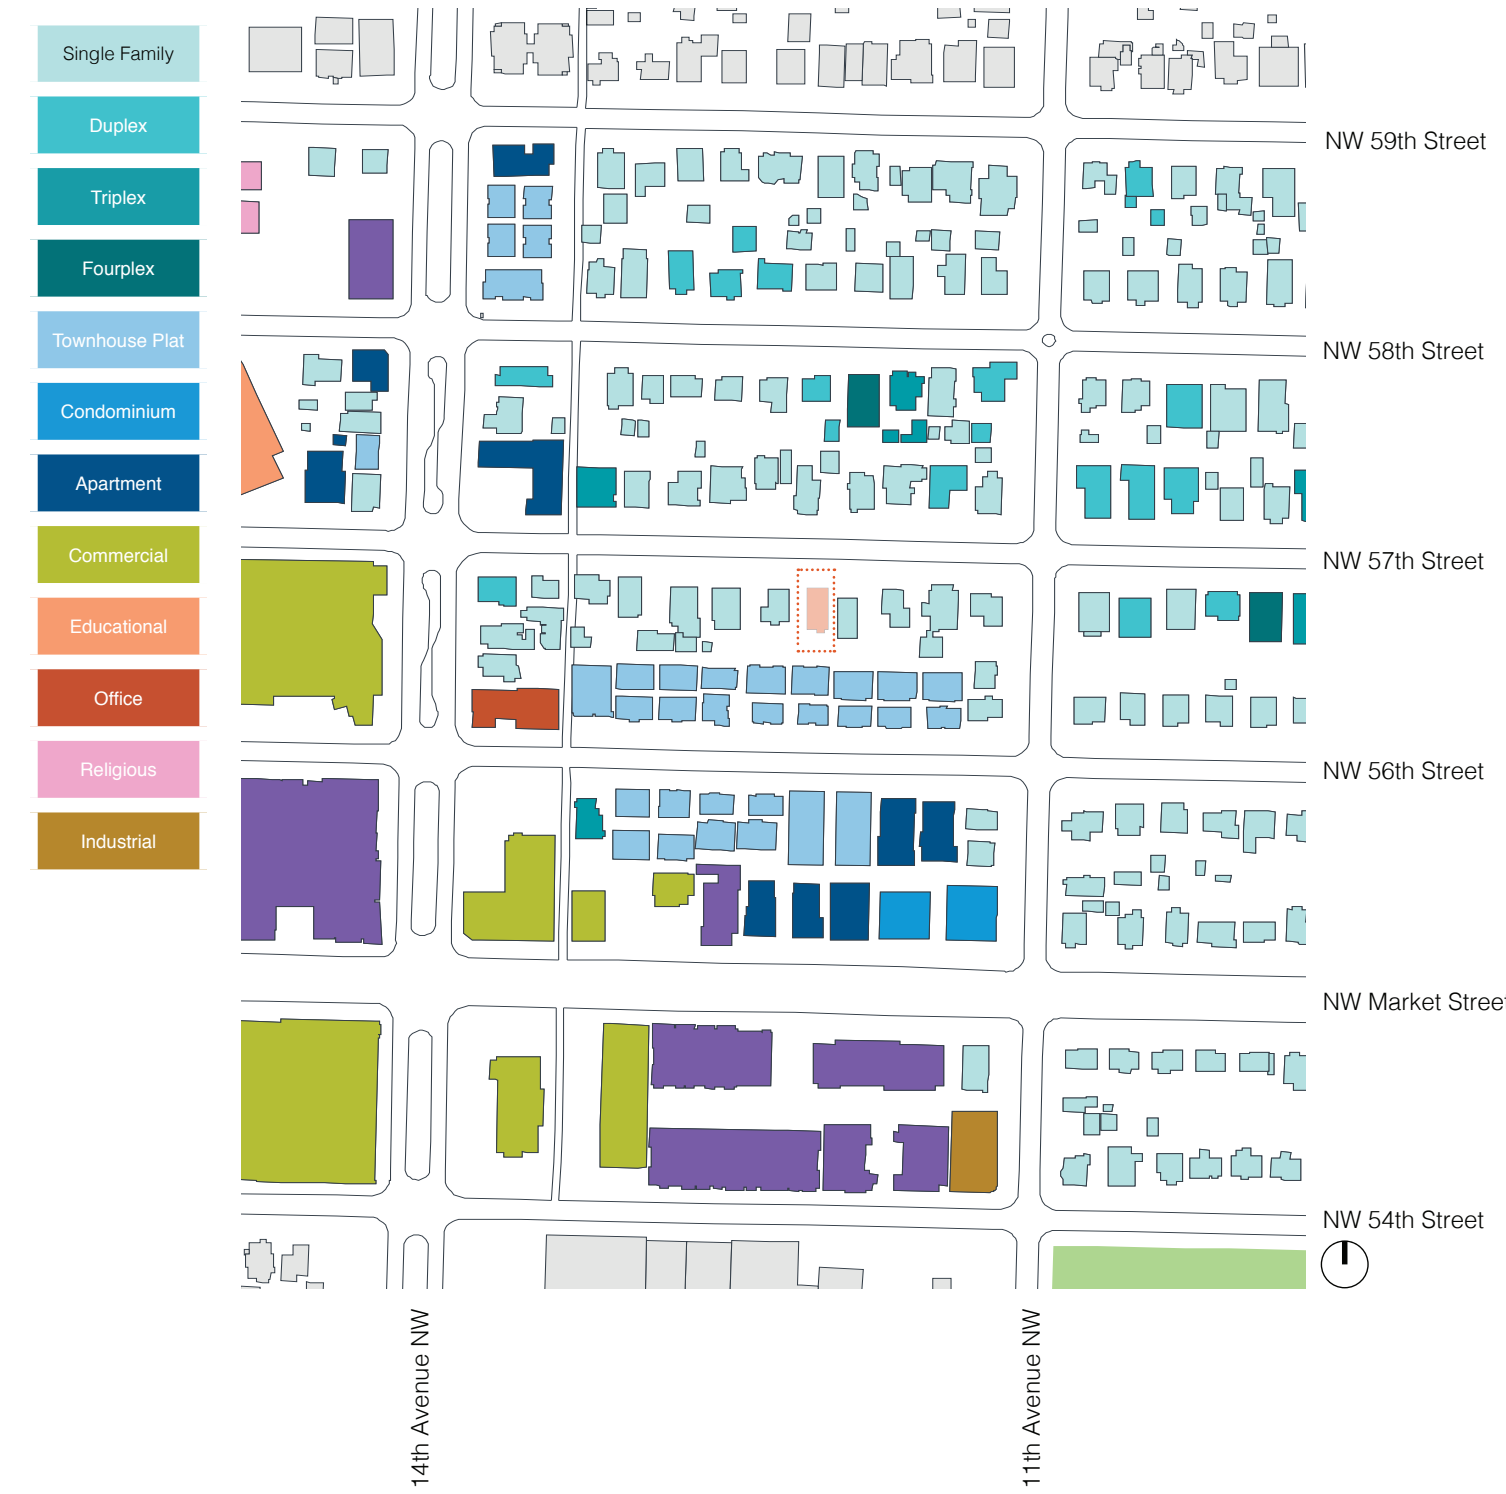 Single Family
Duplex
Triplex
Fourplex
Townhouse Plat
Condominium
Apartment
Commercial
Educational
Office
Religious
Industrial
NW 59th Street
NW 58th Street
NW 57th Street
NW 56th Street
NW Market Street
NW 54th Street
14th Avenue NW
11th Avenue NW